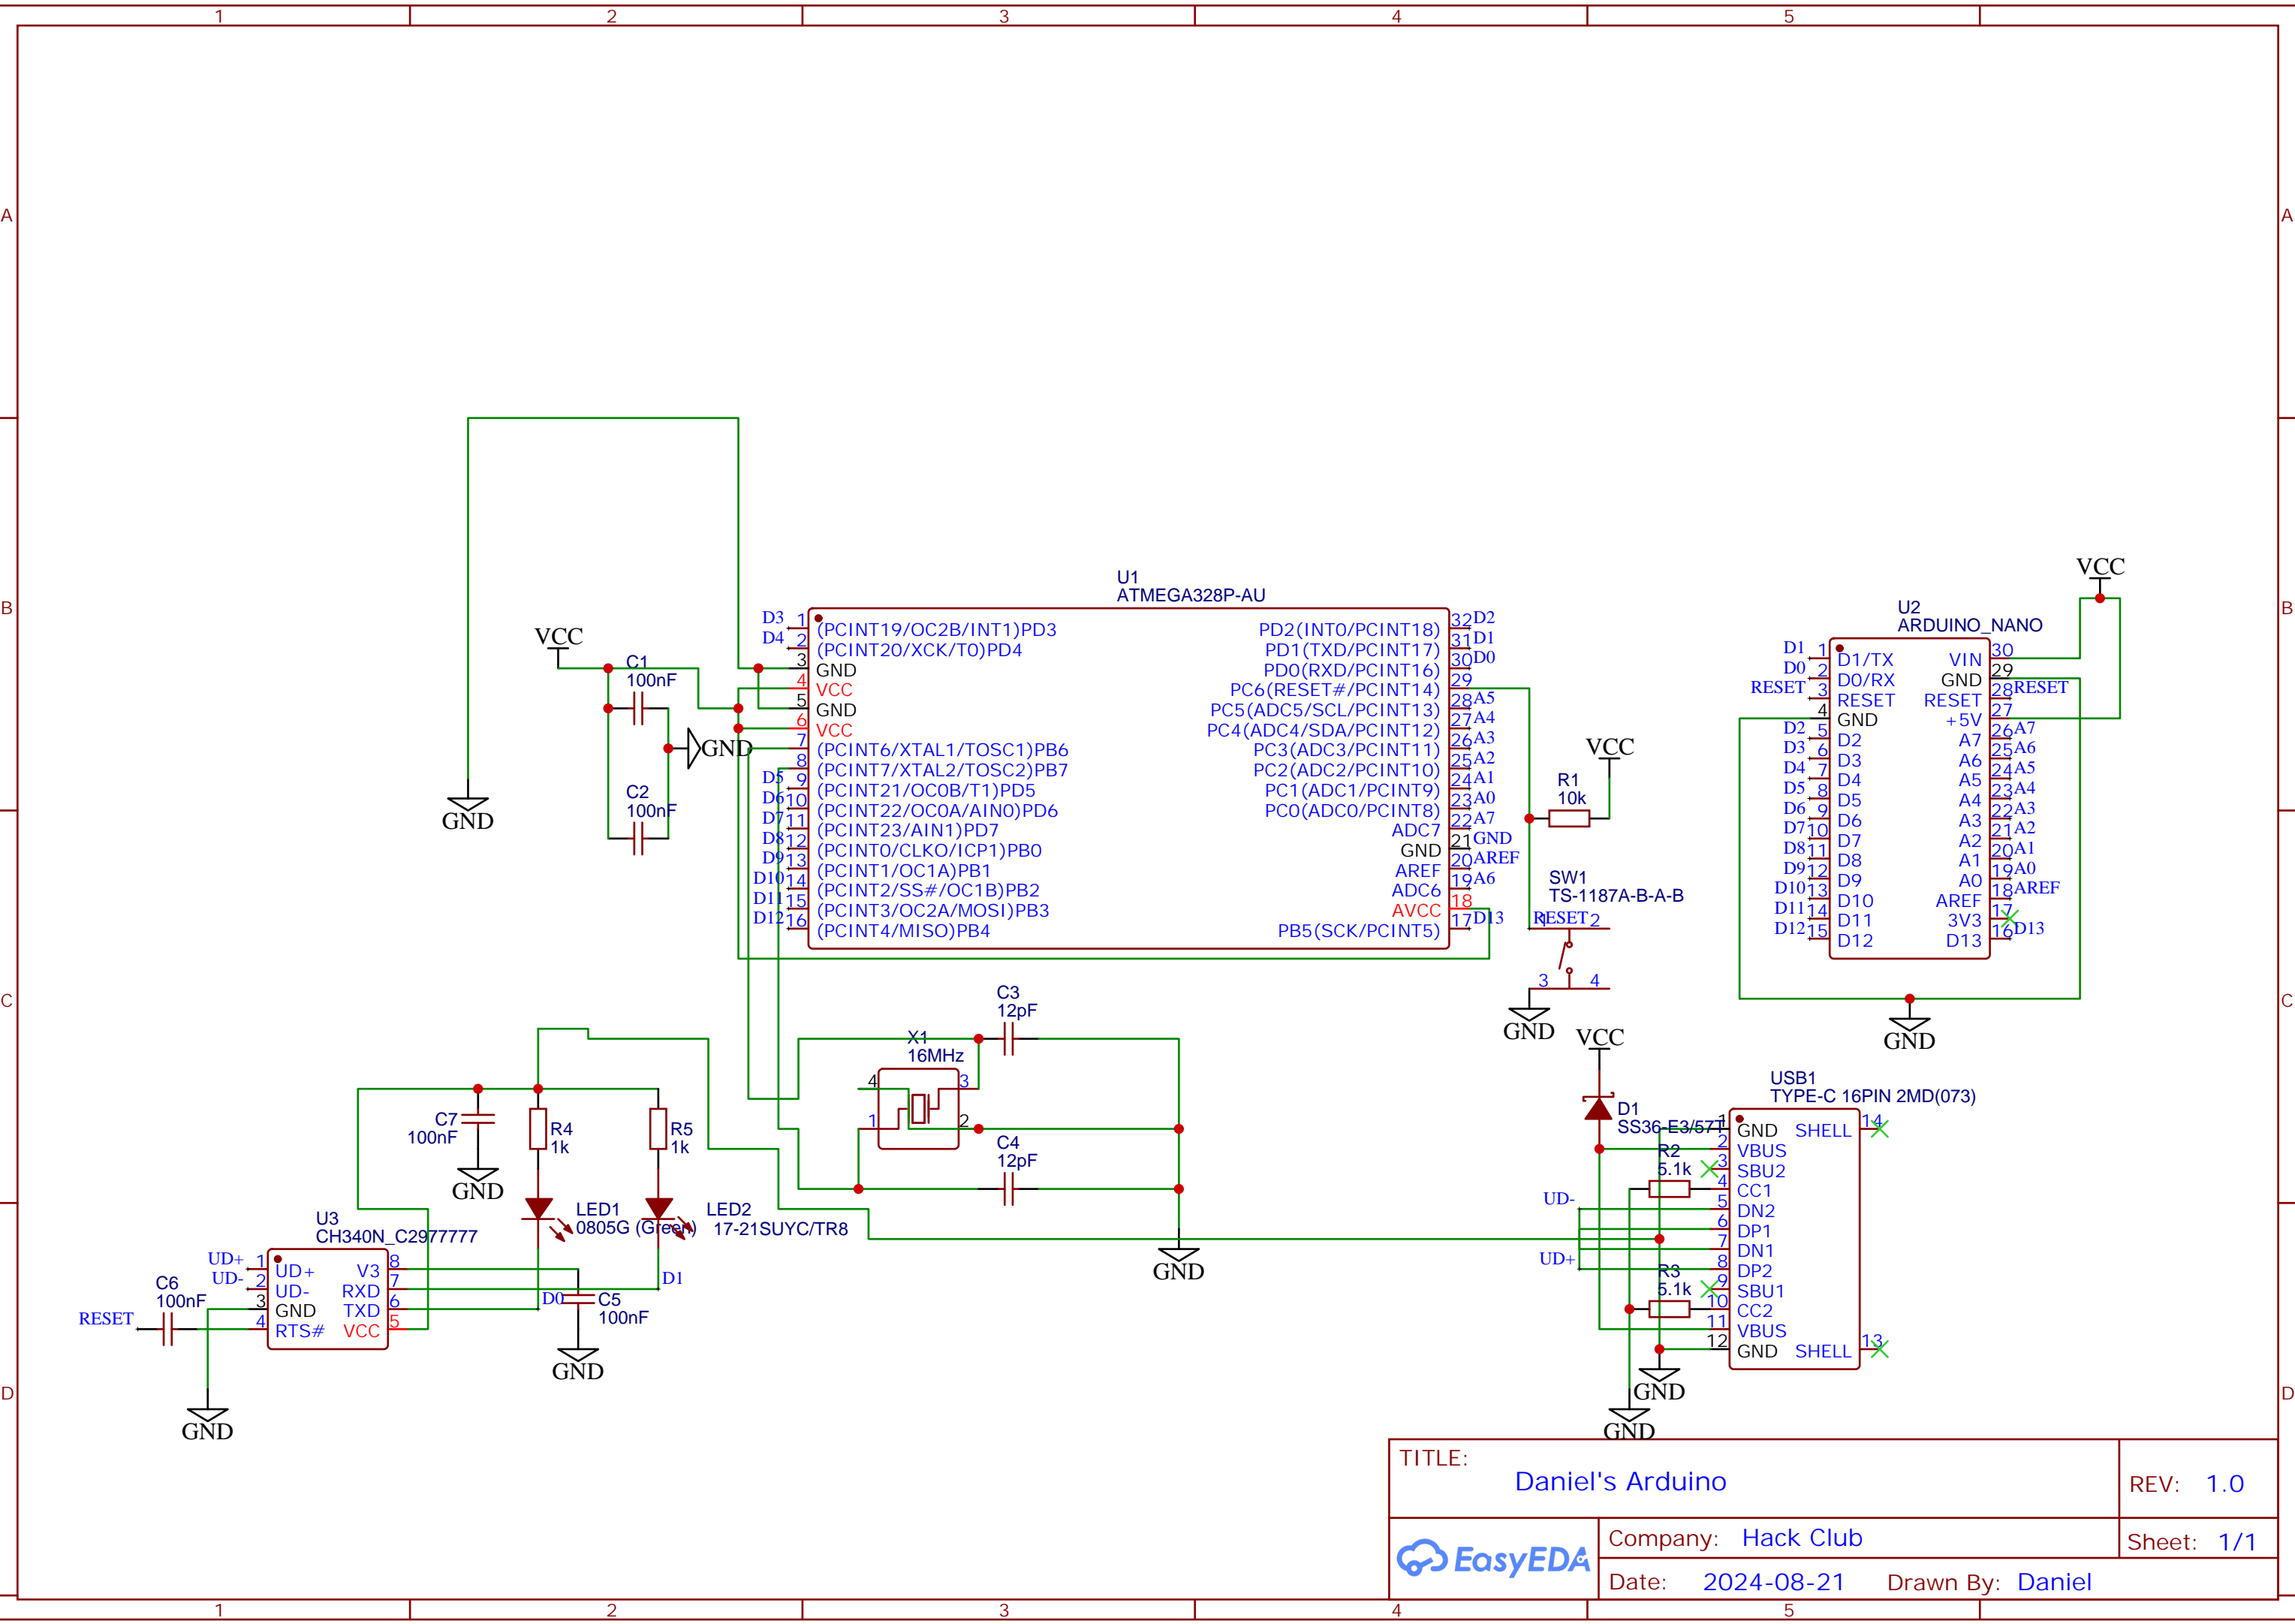 1 2 3 4 5
A A
B B
C C
D D
U1
ATMEGA328P-AU
D3 1 (PCINT19/OC2B/INT1)PD3
D4 2 (PCINT20/XCK/T0)PD4
3 GND
4 VCC
5 GND
6 VCC
7 (PCINT6/XTAL1/TOSC1)PB6
8 (PCINT7/XTAL2/TOSC2)PB7
D5 9 (PCINT21/OC0B/T1)PD5
D6 10 (PCINT22/OC0A/AIN0)PD6
D7 11 (PCINT23/AIN1)PD7
D8 12 (PCINT0/CLKO/ICP1)PB0
D9 13 (PCINT1/OC1A)PB1
D10 14 (PCINT2/SS#/OC1B)PB2
D11 15 (PCINT3/OC2A/MOSI)PB3
D12 16 (PCINT4/MISO)PB4
PD2(INT0/PCINT18) 32 D2
PD1(TXD/PCINT17) 31 D1
PD0(RXD/PCINT16) 30 D0
PC6(RESET#/PCINT14) 29
PC5(ADC5/SCL/PCINT13) 28 A5
PC4(ADC4/SDA/PCINT12) 27 A4
PC3(ADC3/PCINT11) 26 A3
PC2(ADC2/PCINT10) 25 A2
PC1(ADC1/PCINT9) 24 A1
PC0(ADC0/PCINT8) 23 A0
ADC7 22 A7
GND 21 GND
AREF 20 AREF
ADC6 19 A6
AVCC 18
PB5(SCK/PCINT5) 17 D13
VCC
C1
100nF
GND
C2
100nF
GND
VCC
R1
10k
SW1
TS-1187A-B-A-B
RESET
1 2
3 4
GND
VCC
U2
ARDUINO_NANO
D1 1 D1/TX
D0 2 D0/RX
RESET 3 RESET
4 GND
D2 5 D2
D3 6 D3
D4 7 D4
D5 8 D5
D6 9 D6
D7 10 D7
D8 11 D8
D9 12 D9
D10 13 D10
D11 14 D11
D12 15 D12
VIN 30
GND 29
RESET 28 RESET
+5V 27
A7 26 A7
A6 25 A6
A5 24 A5
A4 23 A4
A3 22 A3
A2 21 A2
A1 20 A1
A0 19 A0
AREF 18 AREF
3V3 17
D13 16 D13
GND
C3
12pF
X1
16MHz
4 3
1 2
C4
12pF
GND
C7
100nF
GND
R4
1k
R5
1k
LED1
0805G (Green)
LED2
17-21SUYC/TR8
U3
CH340N_C2977777
UD+ 1 UD+
UD- 2 UD-
3 GND
4 RTS#
V3 8
RXD 7
TXD 6
VCC 5
D1
D0
C6
100nF
RESET
C5
100nF
GND
GND
VCC
D1
SS36-E3/57T
USB1
TYPE-C 16PIN 2MD(073)
1 GND
2 VBUS
3 SBU2
4 CC1
5 DN2
6 DP1
7 DN1
8 DP2
9 SBU1
10 CC2
11 VBUS
12 GND
SHELL 14
SHELL 13
R2
5.1k
UD-
UD+
R3
5.1k
GND
GND
TITLE:
Daniel's Arduino
REV: 1.0
EasyEDA
Company: Hack Club
Sheet: 1/1
Date: 2024-08-21 Drawn By: Daniel
1 2 3 4 5